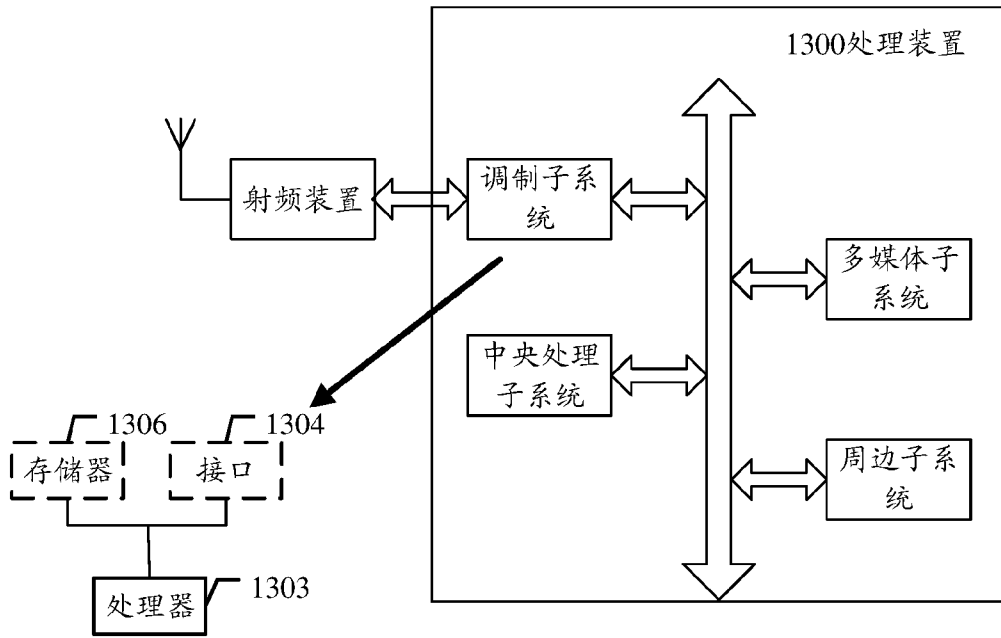 1300处理装置
射频装置
调制子系
统
多媒体子
系统
中央处理
子系统
1306
1304
存储器
接口
周边子系
统
1303
处理器